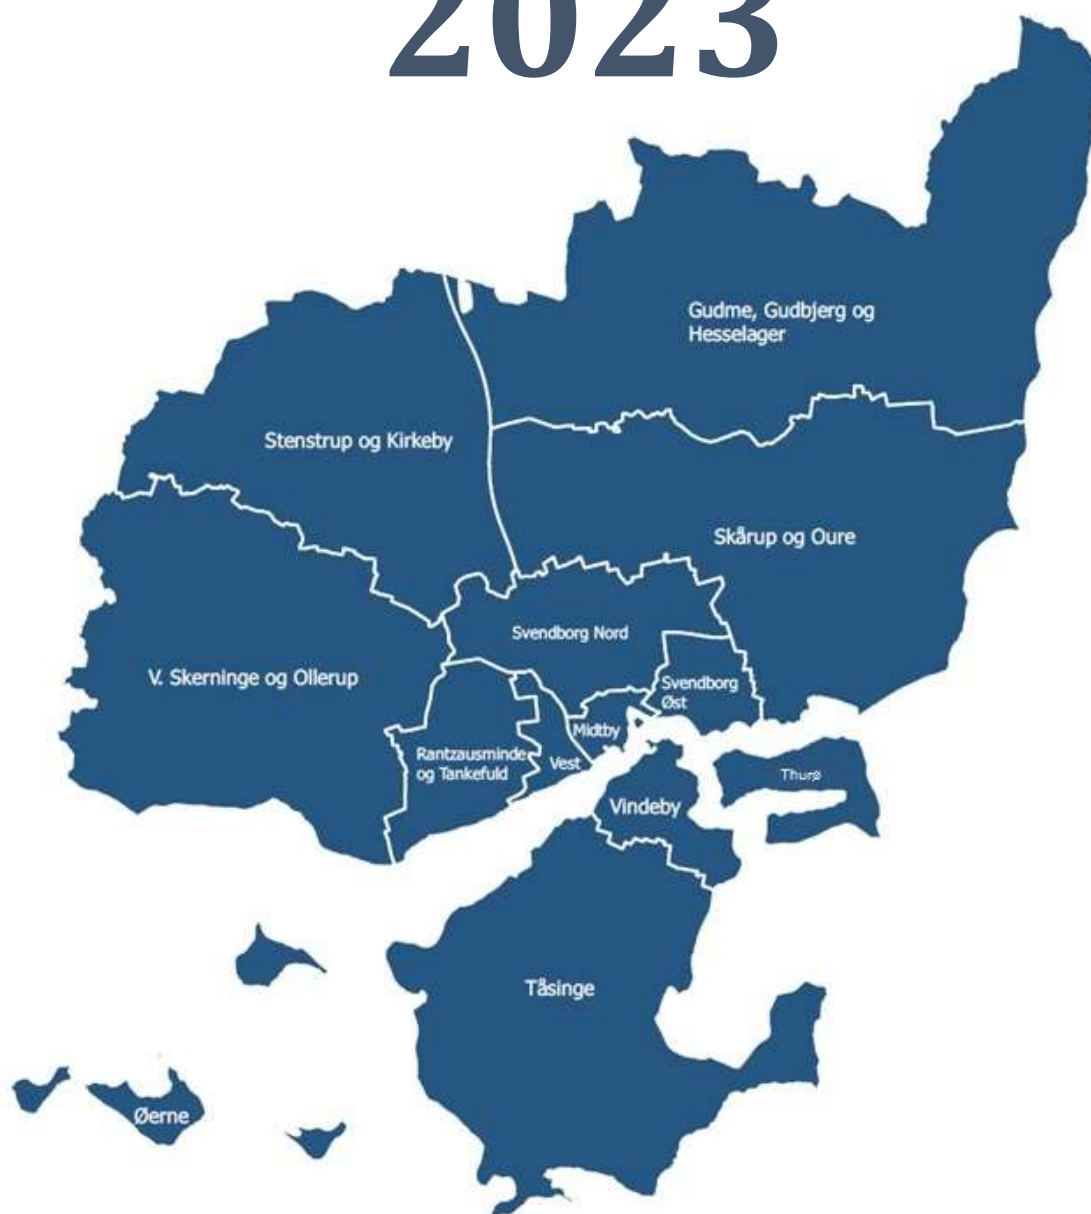 2023
Gudme, Gudbjerg og
Hesselager
Stenstrup og Kirkeby
Skårup og Oure
Svendborg Nord
V. Skerninge og Ollerup
Svendborg
Øst
Midtby
Rantzausminde
og Tankefuld
Vest
Thurø
Vindeby
Tåsinge
Øerne